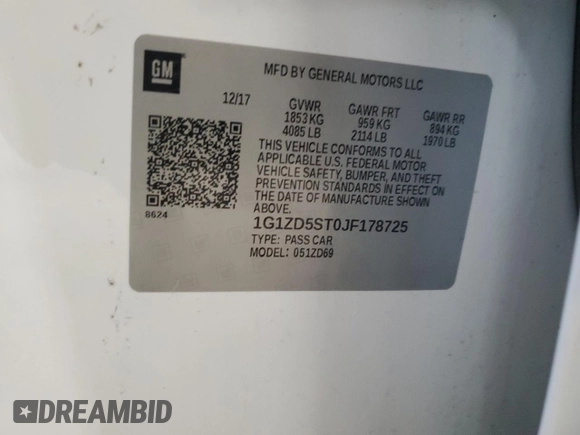 GM
MFD BY GENERAL MOTORS LLC
12/17
GVWR GAWR FRT GAWR RR
1853 KG 959 KG 894 KG
4085 LB 2114 LB 1970 LB
THIS VEHICLE CONFORMS TO ALL
APPLICABLE U.S. FEDERAL MOTOR
VEHICLE SAFETY, BUMPER, AND THEFT
PREVENTION STANDARDS IN EFFECT ON
THE DATE OF MANUFACTURE SHOWN
ABOVE.
8624
1G1ZD5ST0JF178725
TYPE: PASS CAR
MODEL: 051ZD69
DREAMBID